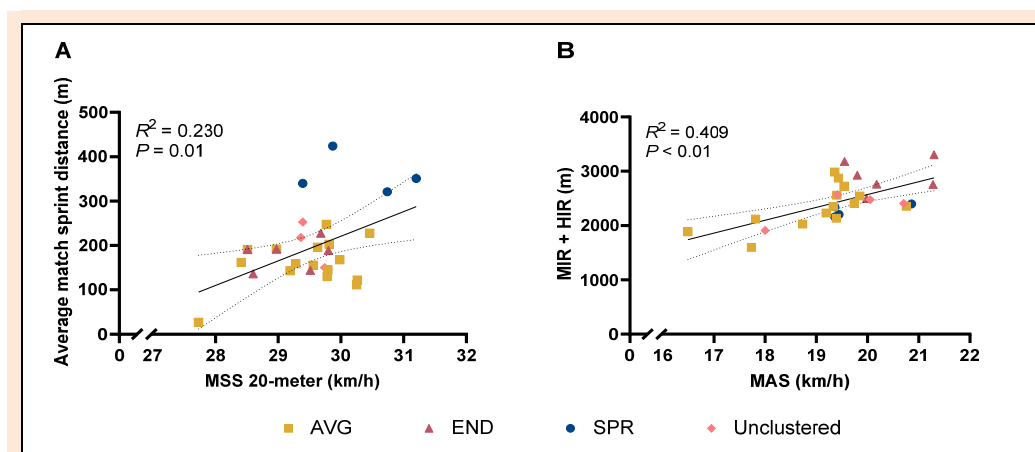 A
Average match sprint distance (m)
500
400
300
200
100
0
R² = 0.230
P = 0.01
0 27 28 29 30 31 32
MSS 20-meter (km/h)
B
MIR + HIR (m)
4000
3000
2000
1000
0
R² = 0.409
P < 0.01
0 16 17 18 19 20 21 22
MAS (km/h)
AVG END SPR Unclustered